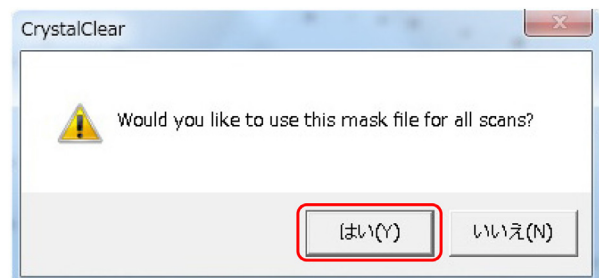 CrystalClear
Would you like to use this mask file for all scans?
はい(Y)
いいえ(N)